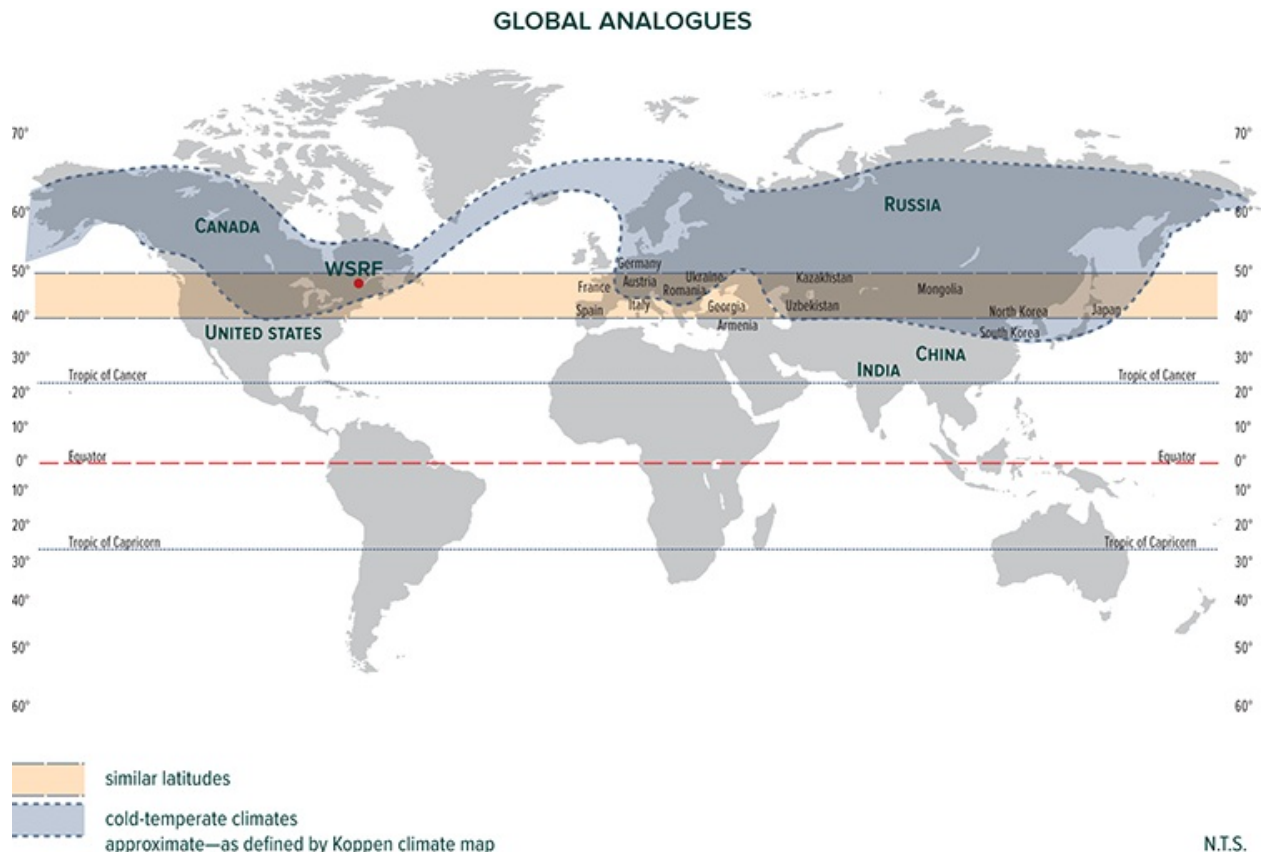 GLOBAL ANALOGUES
70° 70°
60° 60°
CANADA
RUSSIA
WSRF
50° 50°
Germany
France
Austria
Ukraine
Romania
Kazakhstan
Mongolia
Spain
Italy
Georgia
Uzbekistan
North Korea
Japan
40° 40°
Armenia
UNITED STATES
South Korea
CHINA
30° 30°
INDIA
Tropic of Cancer Tropic of Cancer
20° 20°
10° 10°
Equator Equator
0° 0°
10° 10°
20° 20°
Tropic of Capricorn Tropic of Capricorn
30° 30°
40° 40°
50° 50°
60° 60°
similar latitudes
cold-temperate climates
approximate—as defined by Koppen climate map
N.T.S.